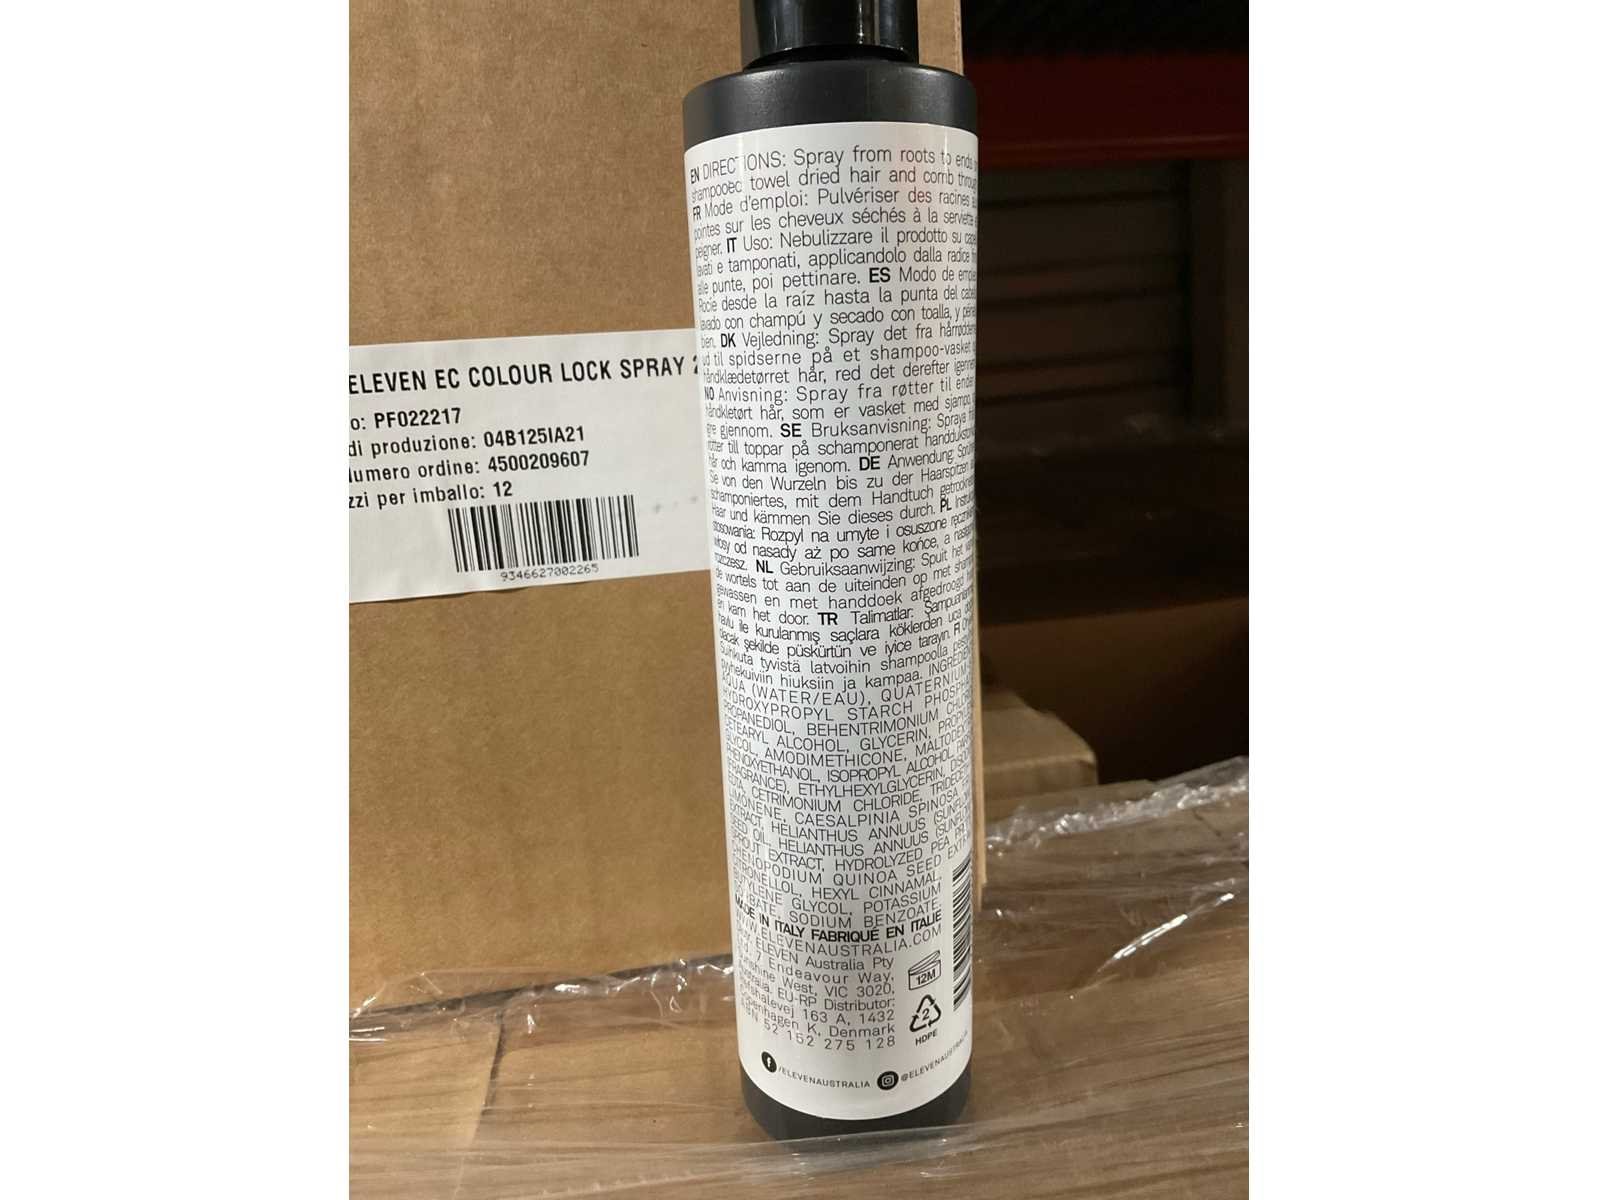 ELEVEN EC COLOUR LOCK SPRAY 2
o: PF022217
di produzione: 04B125IA21
Numero ordine: 4500209607
zzi per imballo: 12
9346627002265
EN DIRECTIONS: Spray from roots to ends
shampooed towel dried hair and comb through
FR Mode d'emploi: Pulvériser des racines
pointes sur les cheveux séchés à la serviette
peigner. IT Uso: Nebulizzare il prodotto su
lavati e tamponati, applicandolo dalla radice
alle punte, poi pettinare. ES Modo de
Rocíe desde la raíz hasta la punta del
lavado con champú y secado con toalla, y
bien. DK Vejledning: Spray det fra
ud til spidserne på et shampoo-vasket
håndklædetørret hår, red det derefter igennem
NO Anvisning: Spray fra røtter til enden
håndkletørt hår, som er vasket med sjampo,
gre gjennom. SE Bruksanvisning: Spraya
rötter till toppar på schamponerat
hår och kamma igenom. DE Anwendung:
Sie von den Wurzeln bis zu der Haarspitzen
schamponiertes, mit dem Handtuch
Haar und kämmen Sie dieses durch. PL
stosowania: Rozpyl na umyte i osuszone
włosy od nasady aż po same końce, a
rozczesz. NL Gebruiksaanwijzing: Spuit het
de wortels tot aan de uiteinden op met
gewassen en met handdoek
en kam het door. TR Talimatlar:
havlu ile kurulanmış saçlara köklerden uca
olacak şekilde püskürtün ve iyice tarayın. FI
Suihkuta tyvistä latvoihin shampoolla
pyyhekuiviin hiuksiin ja kampaa.
AQUA (WATER/EAU),
HYDROXYPROPYL STARCH
PROPANEDIOL, BEHENTRIMONIUM
CETEARYL ALCOHOL, GLYCERIN,
GLYCOL, AMODIMETHICONE,
PHENOXYETHANOL, ISOPROPYL ALCOHOL,
FRAGRANCE), ETHYLHEXYLGLYCERIN,
CETRIMONIUM CHLORIDE,
LIMONENE, CAESALPINIA SPINOSA
EXTRACT, HELIANTHUS ANNUUS
SEED OIL, HELIANTHUS ANNUUS
SPROUT EXTRACT, HYDROLYZED PEA
CHENOPODIUM QUINOA SEED
CITRONELLOL, HEXYL CINNAMAL,
BUTYLENE GLYCOL, POTASSIUM
SODIUM BENZOATE.
MADE IN ITALY FABRIQUÉ EN ITALIE
WWW.ELEVENAUSTRALIA.COM
ELEVEN Australia Pty
7 Endeavour Way,
Sunshine West, VIC 3020,
Australia. EU-RP Distributor:
163 A, 1432
Copenhagen K, Denmark
52 152 275 128
12M
2
HDPE
/ELEVENAUSTRALIA @ELEVENAUSTRALIA